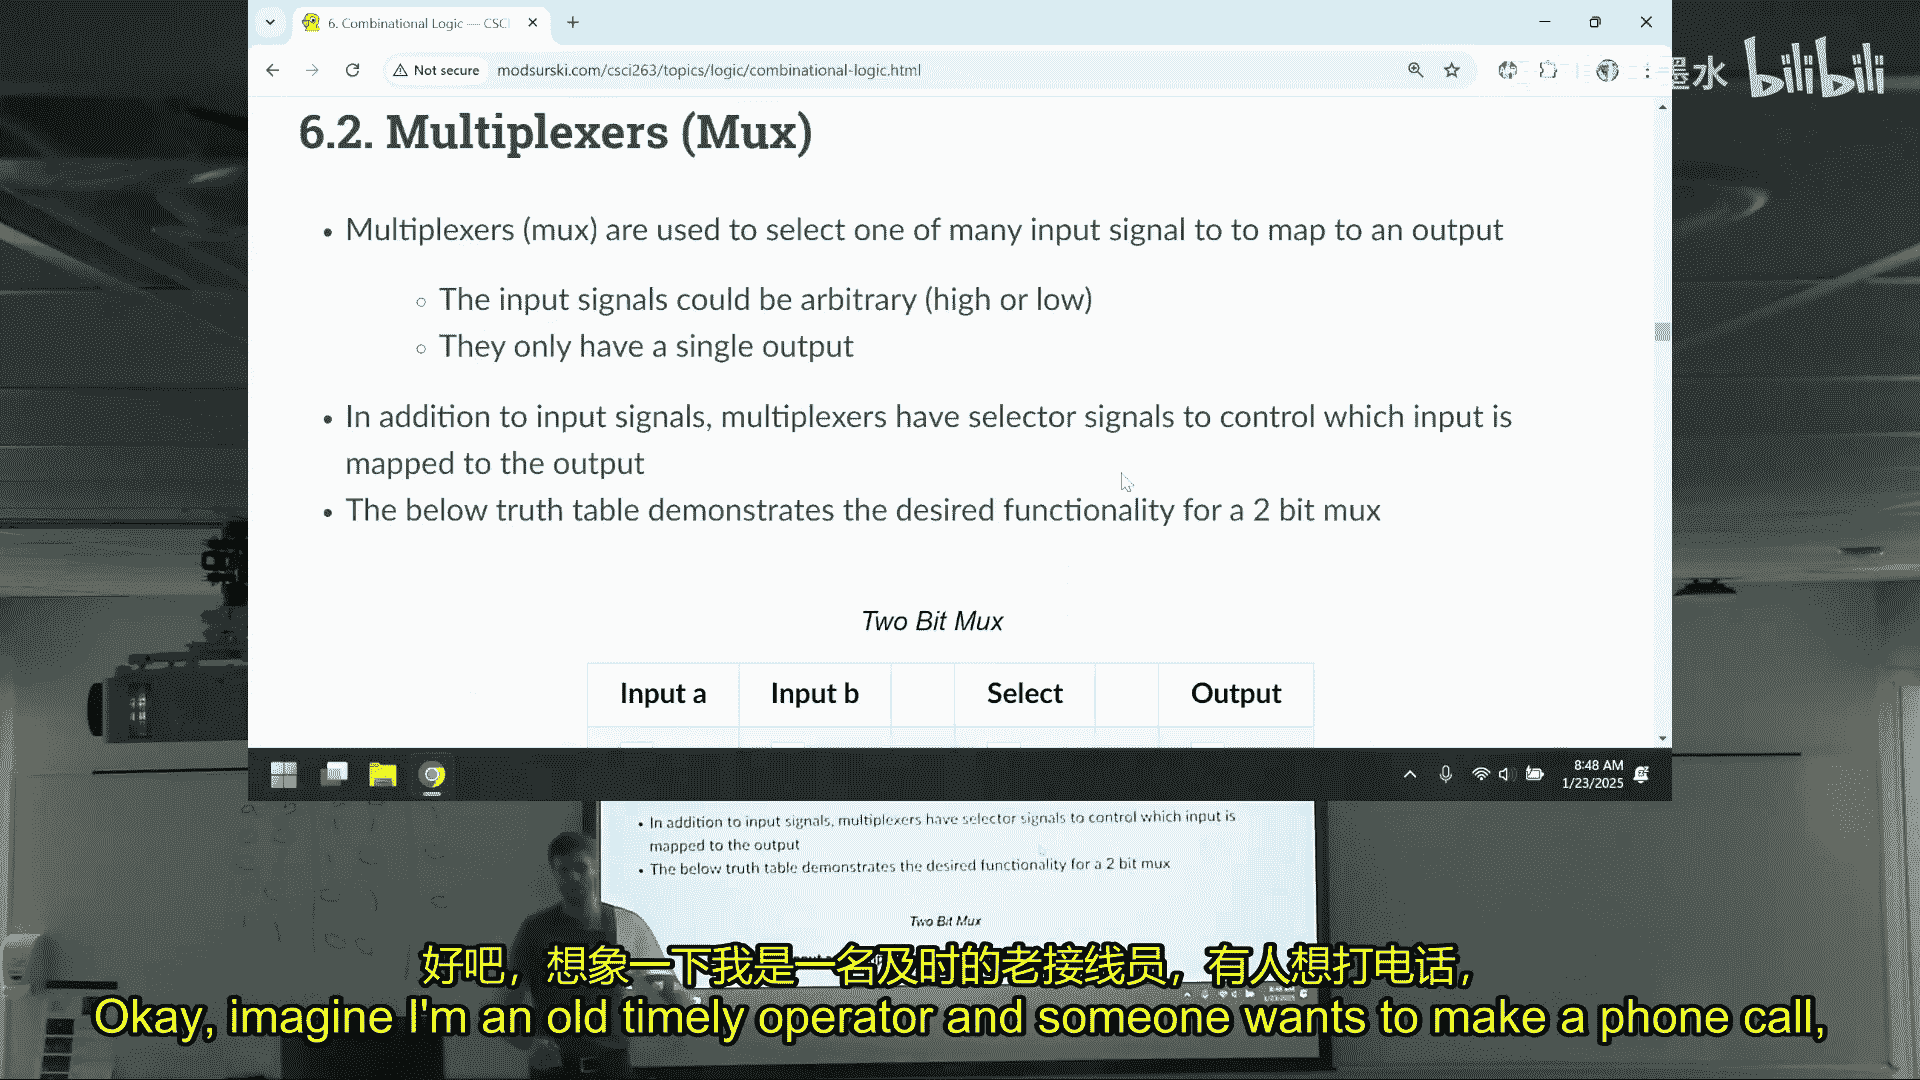 6. Combinational Logic — CSCI
Not secure
modsurski.com/csci263/topics/logic/combinational-logic.html
墨水 bilibili
6.2. Multiplexers (Mux)
• Multiplexers (mux) are used to select one of many input signal to to map to an output
◦ The input signals could be arbitrary (high or low)
◦ They only have a single output
• In addition to input signals, multiplexers have selector signals to control which input is
mapped to the output
• The below truth table demonstrates the desired functionality for a 2 bit mux
Two Bit Mux
Input a Input b Select Output
8:48 AM
1/23/2025
• In addition to input signals, multiplexers have selector signals to control which input is
mapped to the output
• The below truth table demonstrates the desired functionality for a 2 bit mux
Two Bit Mux
好吧，想象一下我是一名及时的老接线员，有人想打电话，
Okay, imagine I'm an old timely operator and someone wants to make a phone call,